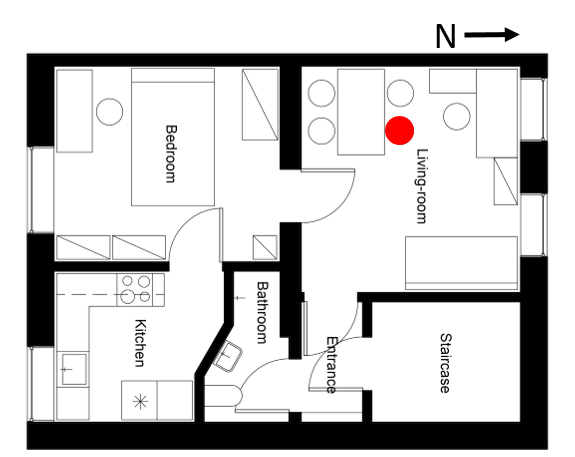 N
Bedroom
Living-room
Kitchen
Bathroom
Entrance
Staircase